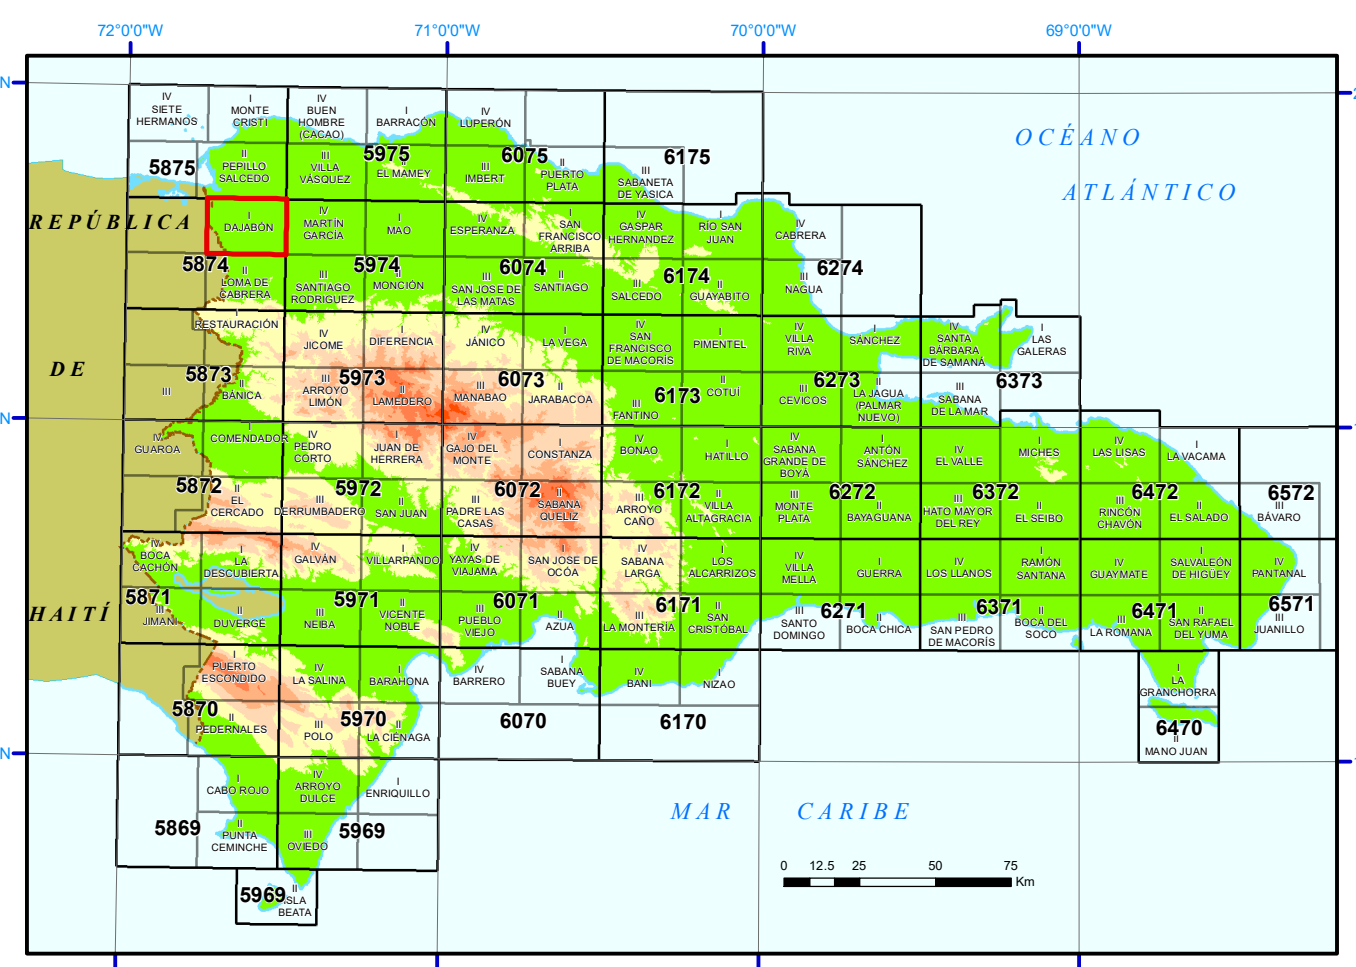 72°0'0"W 71°0'0"W 70°0'0"W 69°0'0"W
N
N
N
OCÉANO
ATLÁNTICO
REPÚBLICA
DE
HAITÍ
MAR CARIBE
IV
SIETE
HERMANOS
I
MONTE
CRISTI
IV
BUEN
HOMBRE
(CACAO)
I
BARRACÓN
IV
LUPERÓN
5875
II
PEPILLO
SALCEDO
III
VILLA
VÁSQUEZ
5975
II
EL MAMEY
III
IMBERT
6075
II
PUERTO
PLATA
III
SABANETA
DE YÁSICA
6175
I
DAJABÓN
IV
MARTÍN
GARCÍA
I
MAO
IV
ESPERANZA
I
SAN
FRANCISCO
ARRIBA
IV
GASPAR
HERNANDEZ
I
RÍO SAN
JUAN
IV
CABRERA
5874
II
LOMA DE
CABRERA
III
SANTIAGO
RODRIGUEZ
5974
II
MONCIÓN
III
SAN JOSE DE
LAS MATAS
6074
II
SANTIAGO
III
SALCEDO
6174
II
GUAYABITO
III
NAGUA
6274
I
RESTAURACIÓN
IV
JICOME
I
DIFERENCIA
IV
JÁNICO
I
LA VEGA
IV
SAN
FRANCISCO
DE MACORÍS
I
PIMENTEL
IV
VILLA
RIVA
I
SÁNCHEZ
IV
SANTA
BÁRBARA
DE SAMANÁ
I
LAS
GALERAS
III
5873
II
BÁNICA
III
ARROYO
LIMÓN
5973
II
LAMEDERO
III
MANABAO
6073
II
JARABACOA
III
FANTINO
6173
II
COTUÍ
III
CEVICOS
6273
II
LA JAGUA
(PALMAR
NUEVO)
III
SABANA
DE LA MAR
6373
IV
GUAROA
I
COMENDADOR
IV
PEDRO
CORTO
I
JUAN DE
HERRERA
IV
GAJO DEL
MONTE
I
CONSTANZA
IV
BONAO
I
HATILLO
IV
SABANA
GRANDE DE
BOYÁ
I
ANTÓN
SÁNCHEZ
IV
EL VALLE
I
MICHES
IV
LAS LISAS
I
LA VACAMA
5872
II
EL
CERCADO
III
DERRUMBADERO
5972
II
SAN JUAN
III
PADRE LAS
CASAS
6072
II
SABANA
QUELIZ
III
ARROYO
CAÑO
6172
II
VILLA
ALTAGRACIA
III
MONTE
PLATA
6272
II
BAYAGUANA
III
HATO MAYOR
DEL REY
6372
II
EL SEIBO
III
RINCÓN
CHAVÓN
6472
II
EL SALADO
6572
III
BÁVARO
IV
BOCA
CACHÓN
I
LA
DESCUBIERTA
IV
GALVÁN
I
VILLARPANDO
IV
YAYAS DE
VIAJAMA
I
SAN JOSE DE
OCÓA
IV
SABANA
LARGA
I
LOS
ALCARRIZOS
IV
VILLA
MELLA
I
GUERRA
IV
LOS LLANOS
I
RAMÓN
SANTANA
IV
GUAYMATE
I
SALVALEÓN
DE HIGÜEY
IV
PANTANAL
5871
III
JIMANÍ
II
DUVERGÉ
III
NEIBA
5971
II
VICENTE
NOBLE
III
PUEBLO
VIEJO
6071
II
AZUA
III
LA MONTERÍA
6171
II
SAN
CRISTÓBAL
III
SANTO
DOMINGO
6271
II
BOCA CHICA
III
SAN PEDRO
DE MACORÍS
6371
II
BOCA DEL
SOCO
III
LA ROMANA
6471
II
SAN RAFAEL
DEL YUMA
6571
III
JUANILLO
I
PUERTO
ESCONDIDO
IV
LA SALINA
I
BARAHONA
IV
BARRERO
I
SABANA
BUEY
IV
BANI
I
NIZAO
I
LA
GRANCHORRA
5870
II
PEDERNALES
III
POLO
5970
II
LA CIÉNAGA
6070
6170
6470
II
MANO JUAN
I
CABO ROJO
IV
ARROYO
DULCE
I
ENRIQUILLO
5869
II
PUNTA
CEMINCHE
III
OVIEDO
5969
5969
II
ISLA
BEATA
0 12.5 25 50 75
Km